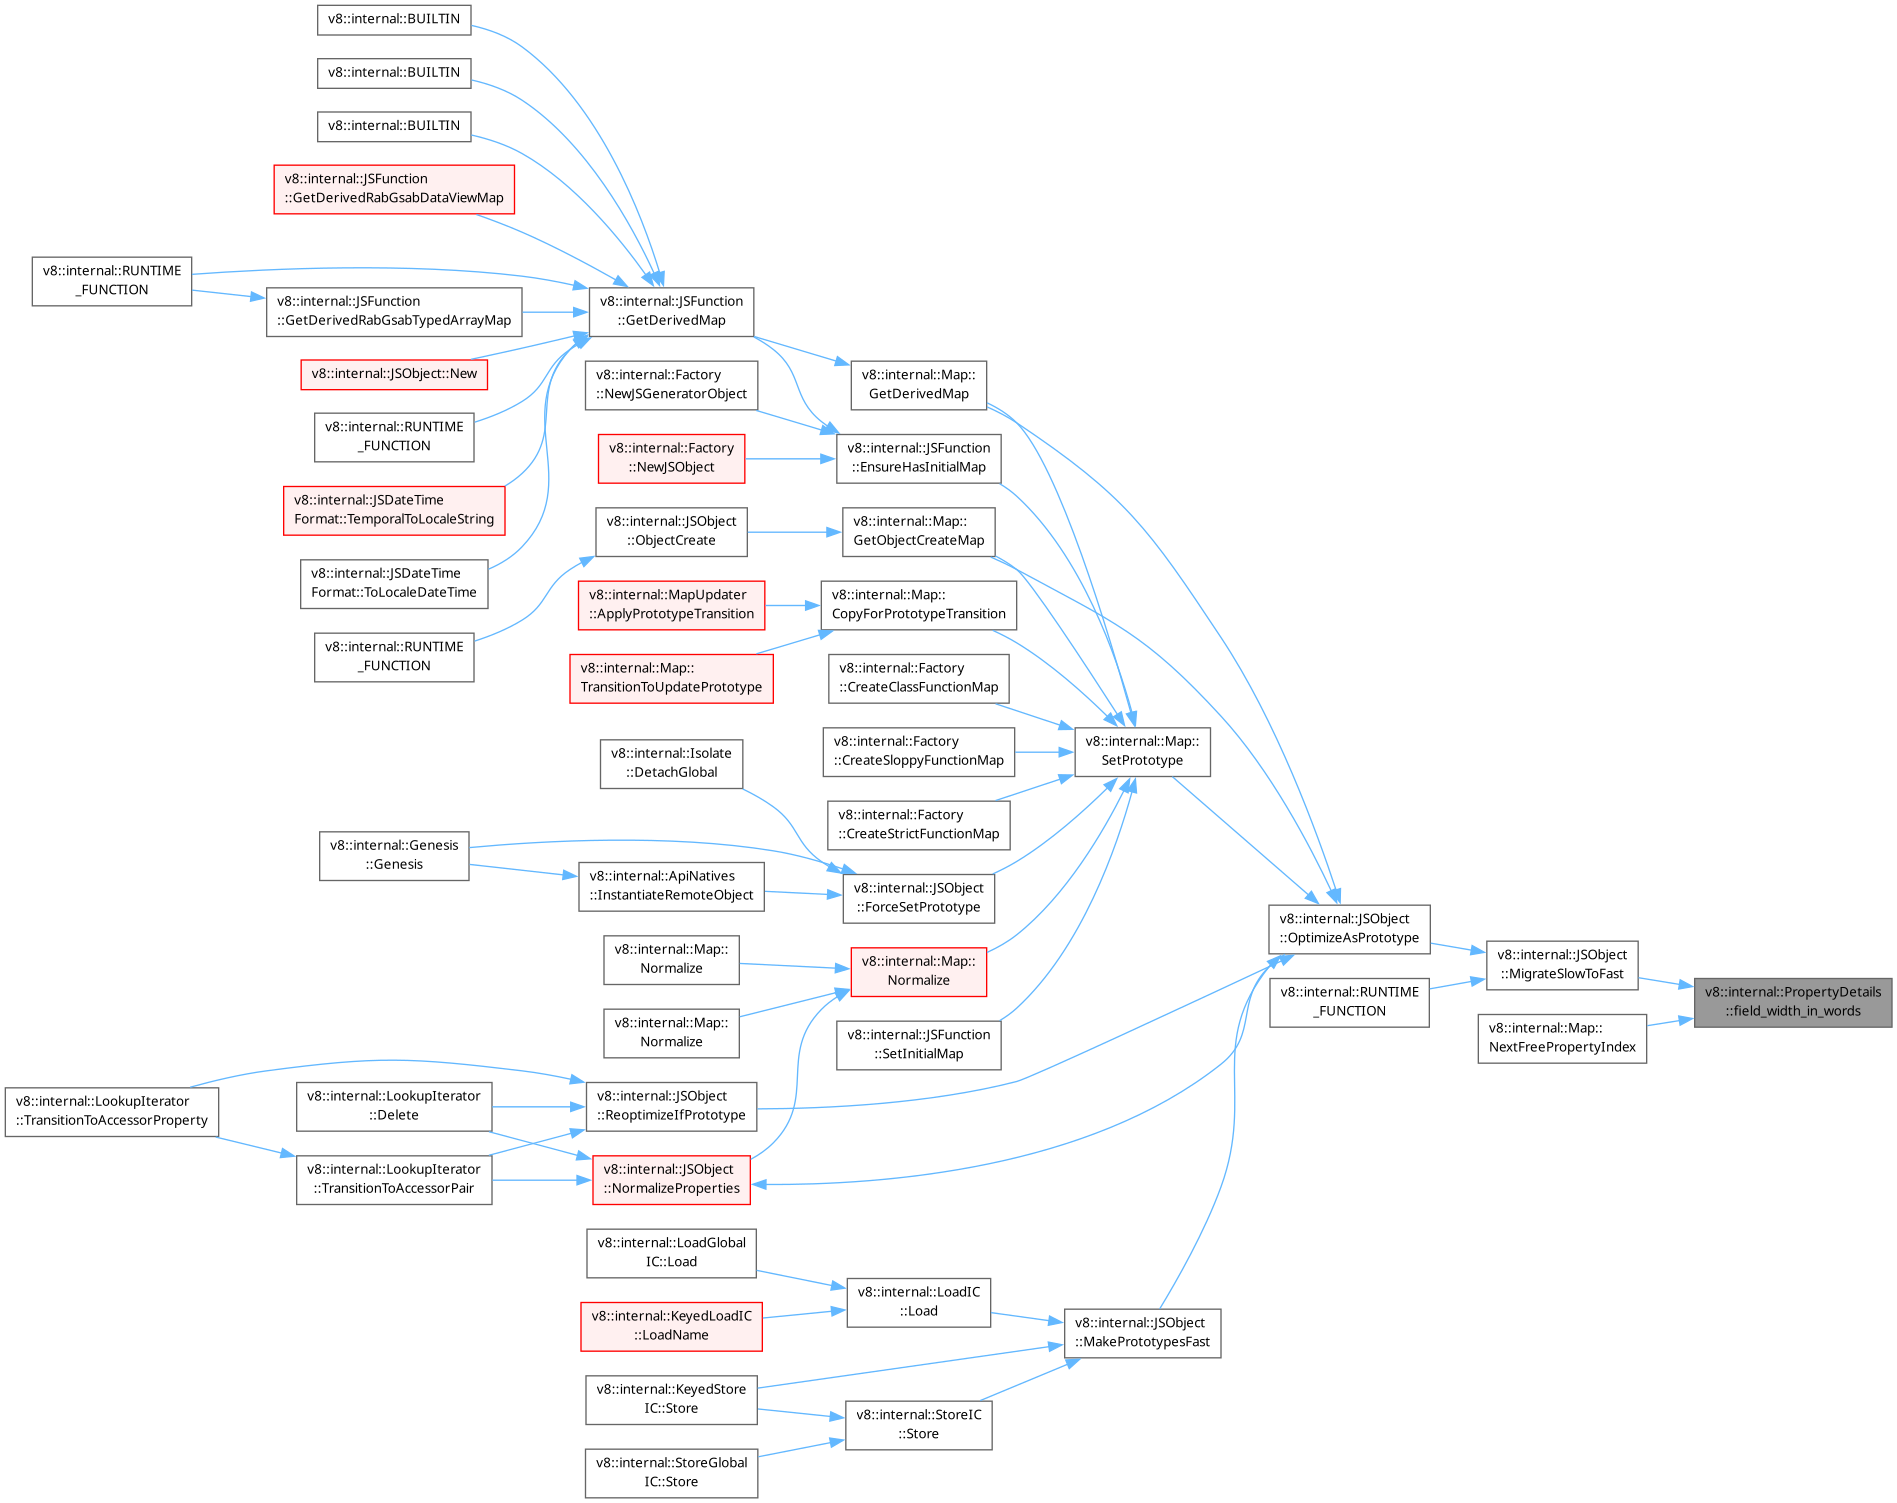 v8::internal::BUILTIN
v8::internal::BUILTIN
v8::internal::BUILTIN
v8::internal::JSFunction
::GetDerivedRabGsabDataViewMap
v8::internal::RUNTIME
_FUNCTION
v8::internal::JSFunction
::GetDerivedRabGsabTypedArrayMap
v8::internal::JSFunction
::GetDerivedMap
v8::internal::JSObject::New
v8::internal::Factory
::NewJSGeneratorObject
v8::internal::Map::
GetDerivedMap
v8::internal::RUNTIME
_FUNCTION
v8::internal::Factory
::NewJSObject
v8::internal::JSFunction
::EnsureHasInitialMap
v8::internal::JSDateTime
Format::TemporalToLocaleString
v8::internal::JSObject
::ObjectCreate
v8::internal::Map::
GetObjectCreateMap
v8::internal::JSDateTime
Format::ToLocaleDateTime
v8::internal::MapUpdater
::ApplyPrototypeTransition
v8::internal::Map::
CopyForPrototypeTransition
v8::internal::RUNTIME
_FUNCTION
v8::internal::Map::
TransitionToUpdatePrototype
v8::internal::Factory
::CreateClassFunctionMap
v8::internal::Isolate
::DetachGlobal
v8::internal::Factory
::CreateSloppyFunctionMap
v8::internal::Map::
SetPrototype
v8::internal::Factory
::CreateStrictFunctionMap
v8::internal::Genesis
::Genesis
v8::internal::ApiNatives
::InstantiateRemoteObject
v8::internal::JSObject
::ForceSetPrototype
v8::internal::JSObject
::OptimizeAsPrototype
v8::internal::Map::
Normalize
v8::internal::Map::
Normalize
v8::internal::JSObject
::MigrateSlowToFast
v8::internal::RUNTIME
_FUNCTION
v8::internal::PropertyDetails
::field_width_in_words
v8::internal::Map::
Normalize
v8::internal::JSFunction
::SetInitialMap
v8::internal::Map::
NextFreePropertyIndex
v8::internal::LookupIterator
::TransitionToAccessorProperty
v8::internal::LookupIterator
::Delete
v8::internal::JSObject
::ReoptimizeIfPrototype
v8::internal::LookupIterator
::TransitionToAccessorPair
v8::internal::JSObject
::NormalizeProperties
v8::internal::LoadGlobal
IC::Load
v8::internal::LoadIC
::Load
v8::internal::KeyedLoadIC
::LoadName
v8::internal::JSObject
::MakePrototypesFast
v8::internal::KeyedStore
IC::Store
v8::internal::StoreIC
::Store
v8::internal::StoreGlobal
IC::Store